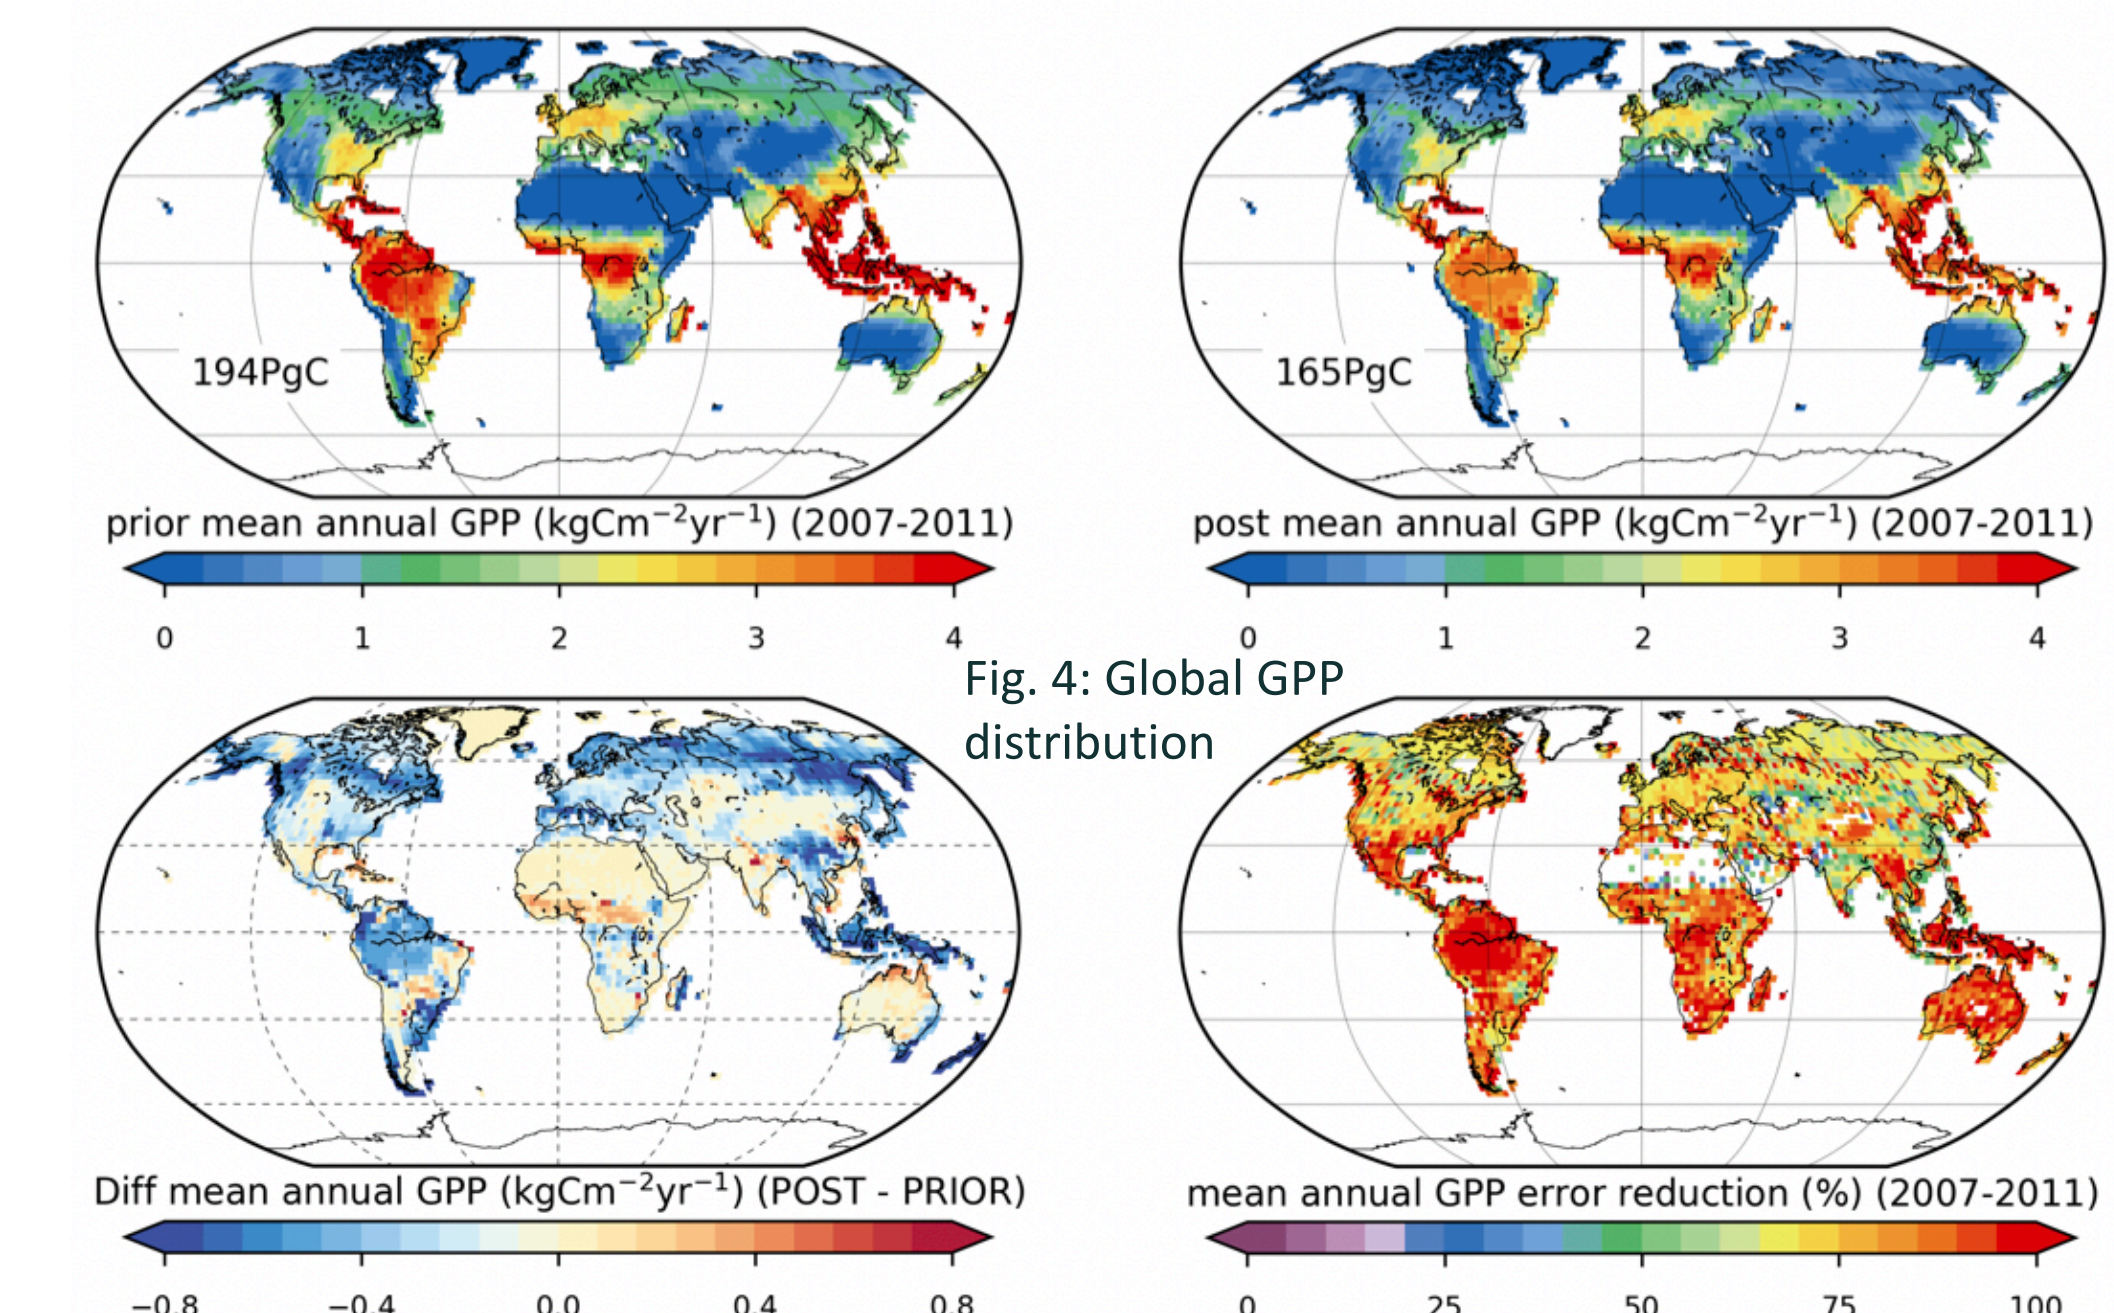 194PgC
165PgC
prior mean annual GPP (kgCm⁻²yr⁻¹) (2007-2011)
0 1 2 3 4
post mean annual GPP (kgCm⁻²yr⁻¹) (2007-2011)
0 1 2 3 4
Fig. 4: Global GPP
distribution
Diff mean annual GPP (kgCm⁻²yr⁻¹) (POST - PRIOR)
−0.8 −0.4 0.0 0.4 0.8
mean annual GPP error reduction (%) (2007-2011)
0 25 50 75 100